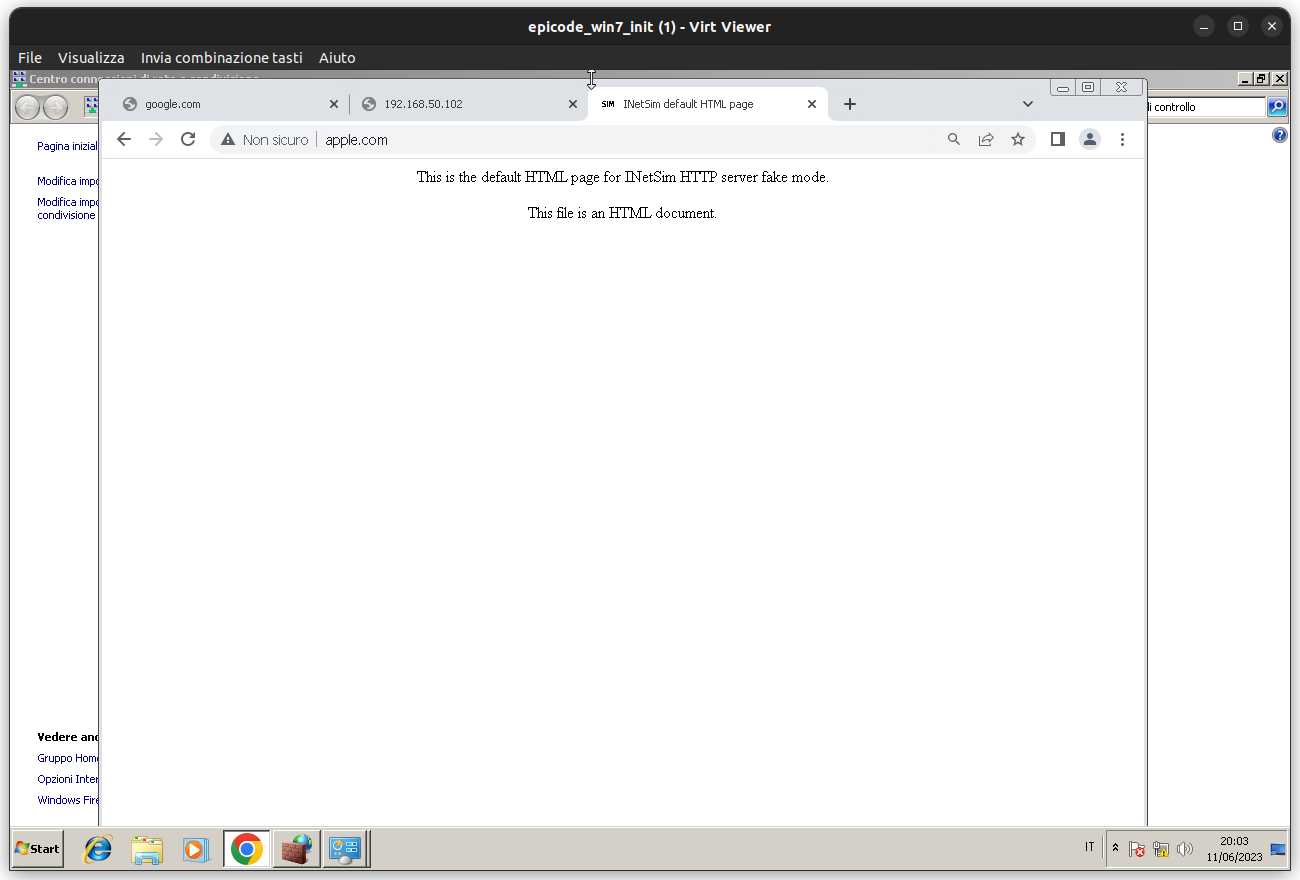 epicode_win7_init (1) - Virt Viewer
File Visualizza Invia combinazione tasti Aiuto
Centro connessioni di rete e condivisione
google.com
192.168.50.102
SIM INetSim default HTML page
li controllo
Non sicuro apple.com
Pagina inizial
Modifica impo
Modifica impo
condivisione
This is the default HTML page for INetSim HTTP server fake mode.
This file is an HTML document.
Vedere anc
Gruppo Home
Opzioni Inter
Windows Fire
Start
IT
20:03
11/06/2023